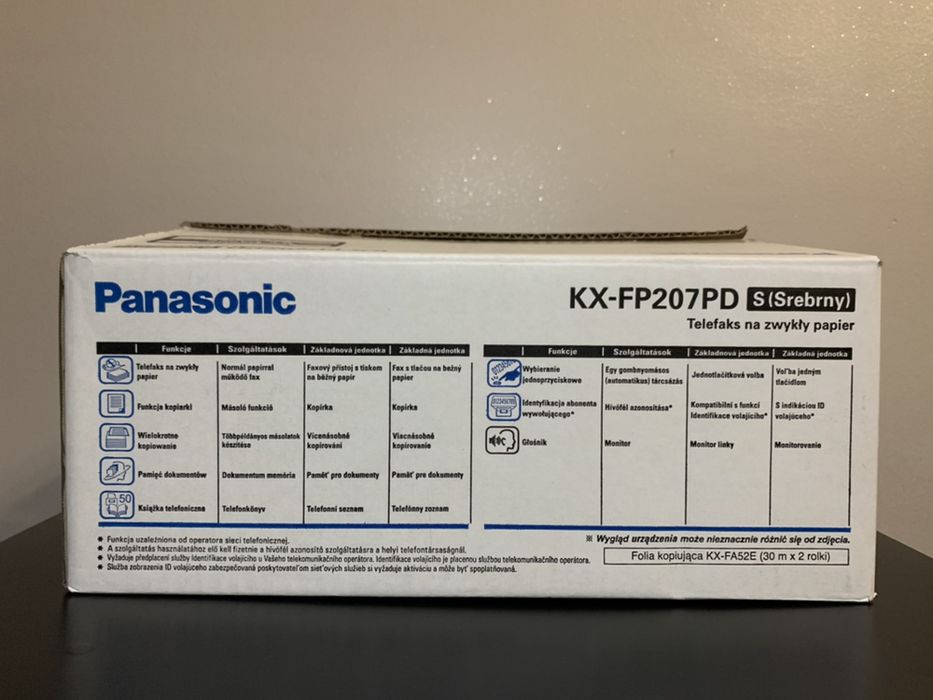 Panasonic
KX-FP207PD S (Srebrny)
Telefaks na zwykły papier
Funkcje Szolgáltatások Základnová jednotka Základná jednotka
Telefaks na zwykły papier Normál papírral működő fax Faxový přístoj s tiskom na běžný papír Fax s tlačou na bežný papier
Funkcja kopiarki Másoló funkció Kopírka Kopírka
Wielokrotne kopiowanie Többpéldányos másolatok készítése Vícenásobné kopírování Viacnásobné kopirovanie
Pamięć dokumentów Dokumentum memória Paměť pro dokumenty Pamäť pre dokumenty
50 Książka telefoniczna Telefonkönyv Telefonní seznam Telefónny zoznam
Funkcje Szolgáltatások Základnová jednotka Základná jednotka
Wybieranie jednoprzyciskowe Egy gombnyomásos (automatikus) tárcsázás Jednotlačítková volba Voľba jedným tlačidlom
Identyfikacja abonenta wywołującego* Hívófél azonosítása* Kompatibilní s funkcí Identifikace volajícího* S indikáciou ID volajúceho*
Głośnik Monitor Monitor linky Monitorovanie
* Funkcja uzależniona od operatora sieci telefonicznej.
* A szolgáltatás használatához elő kell fizetnie a hívófél azonosító szolgáltatásra a helyi telefontársaságnál.
* Vyžaduje předplacení služby Identifikace volajícího u Vašeho telekomunikačního operátora. Identifikace volajícího je placenou službou telekomunikačního operátora.
* Služba zobrazenia ID volajúceho zabezpečovaná poskytovateľom sieťových služieb si vyžaduje aktiváciu a môže byť spoplatňovaná.
※ Wygląd urządzenia może nieznacznie różnić się od zdjęcia.
Folia kopiująca KX-FA52E (30 m x 2 rolki)